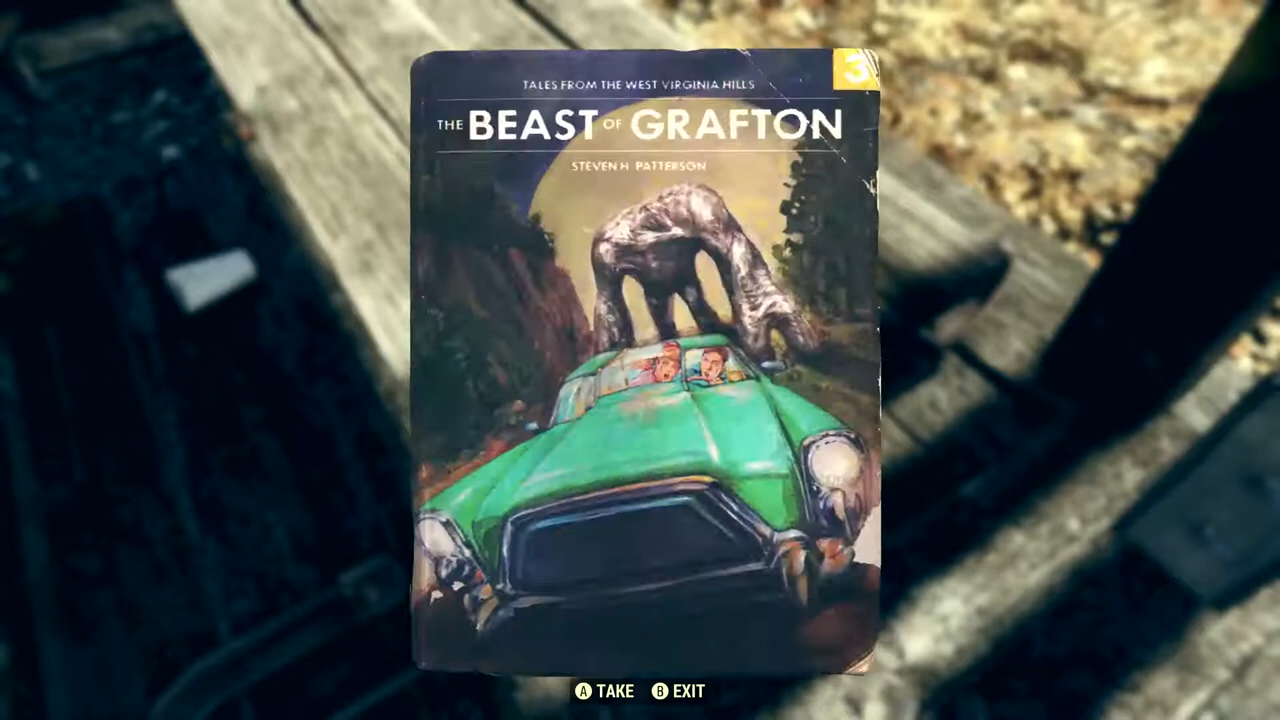 3
TALES FROM THE WEST VIRGINIA HILLS
THE BEAST OF GRAFTON
STEVEN H. PATTERSON
A TAKE B EXIT